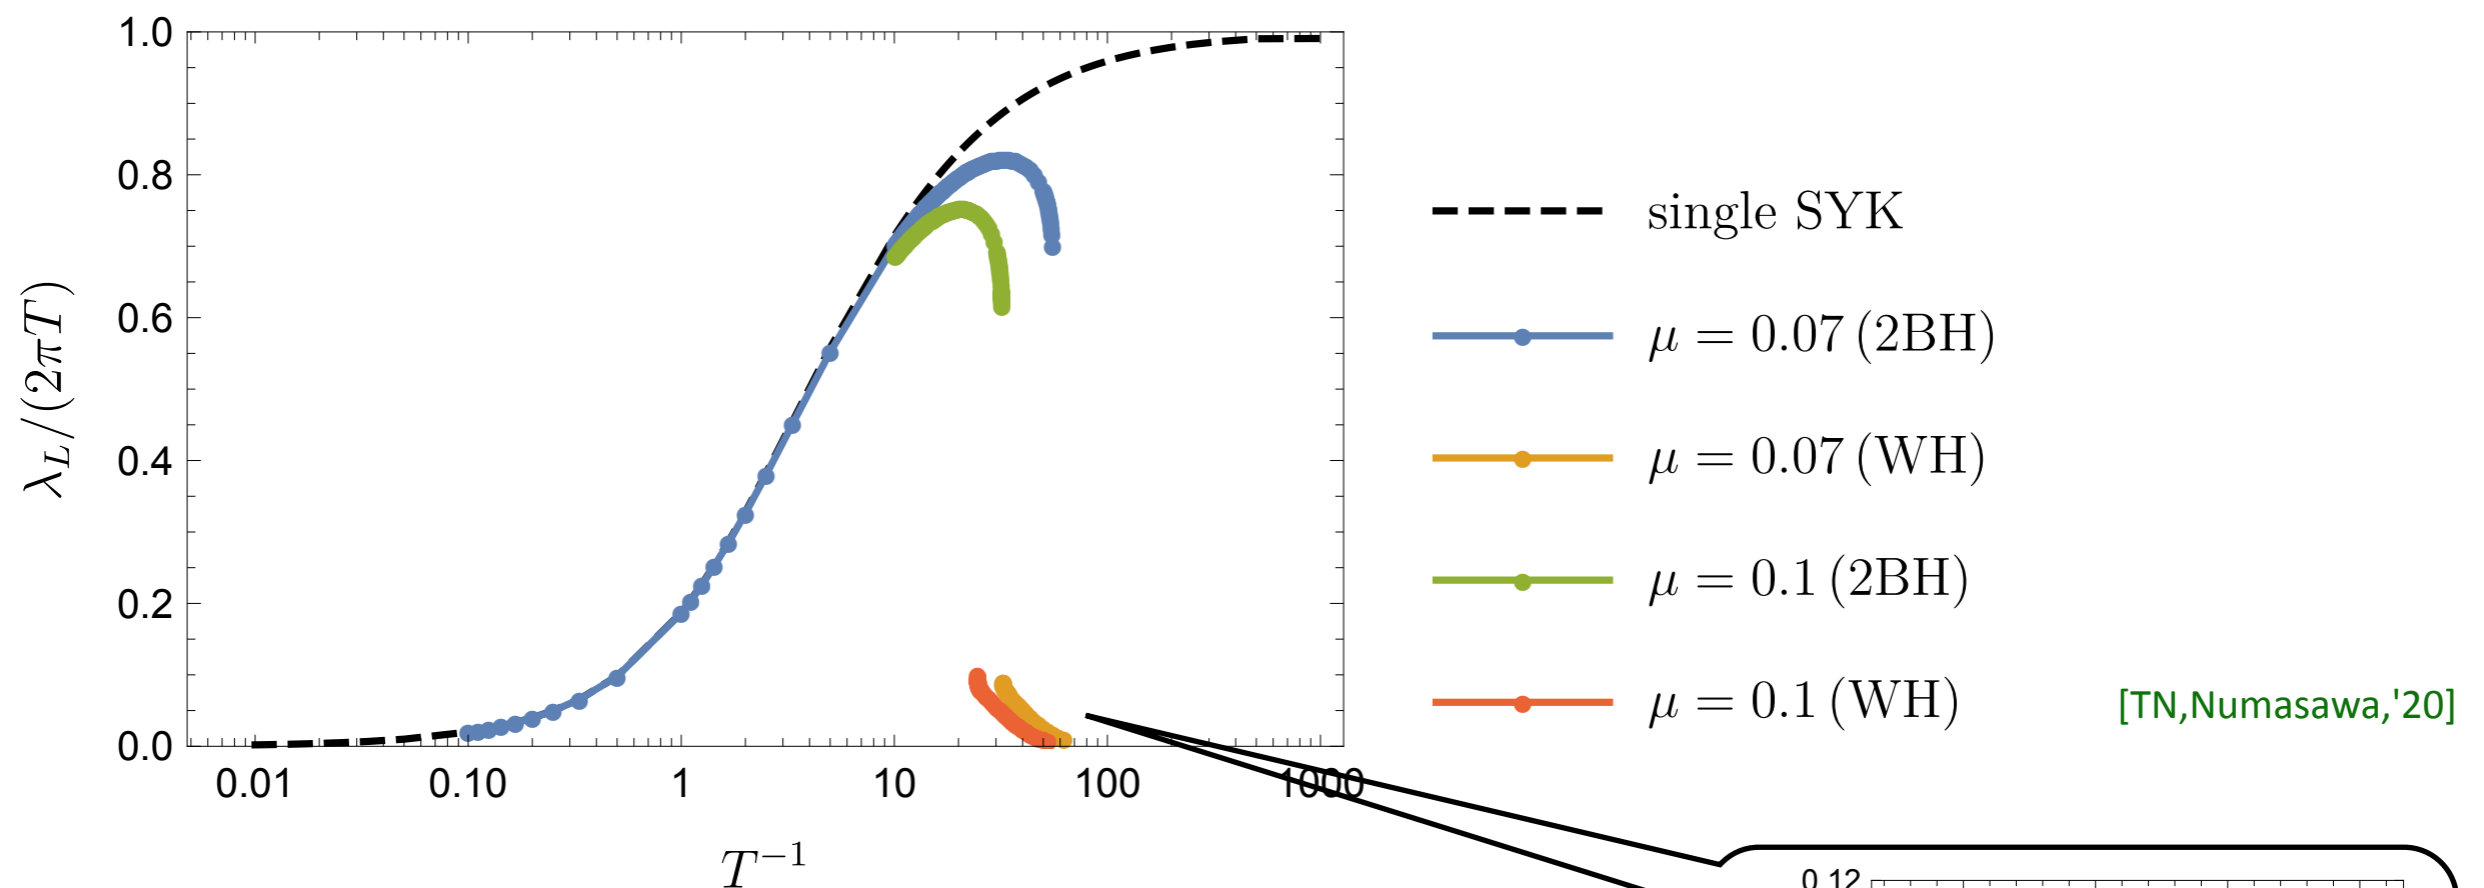 1.0
0.8
0.6
0.4
0.2
0.0
λ_L/(2πT)
0.01 0.10 1 10 100 1000
T^{-1}
single SYK
μ = 0.07 (2BH)
μ = 0.07 (WH)
μ = 0.1 (2BH)
μ = 0.1 (WH)
[TN,Numasawa,'20]
0.12